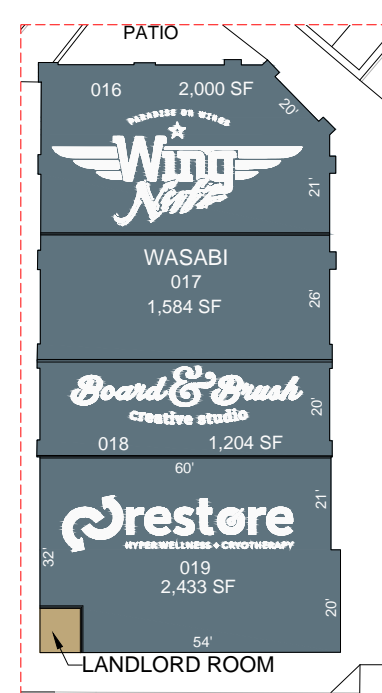 PATIO
016 2,000 SF
20'
PARADISE ON WINGS
Wing
Nutz
21'
WASABI
017
1,584 SF
26'
Board & Brush
creative studio
20'
018 1,204 SF
60'
21'
restøre
HYPER WELLNESS + CRYOTHERAPY
32'
019
2,433 SF
20'
54'
LANDLORD ROOM